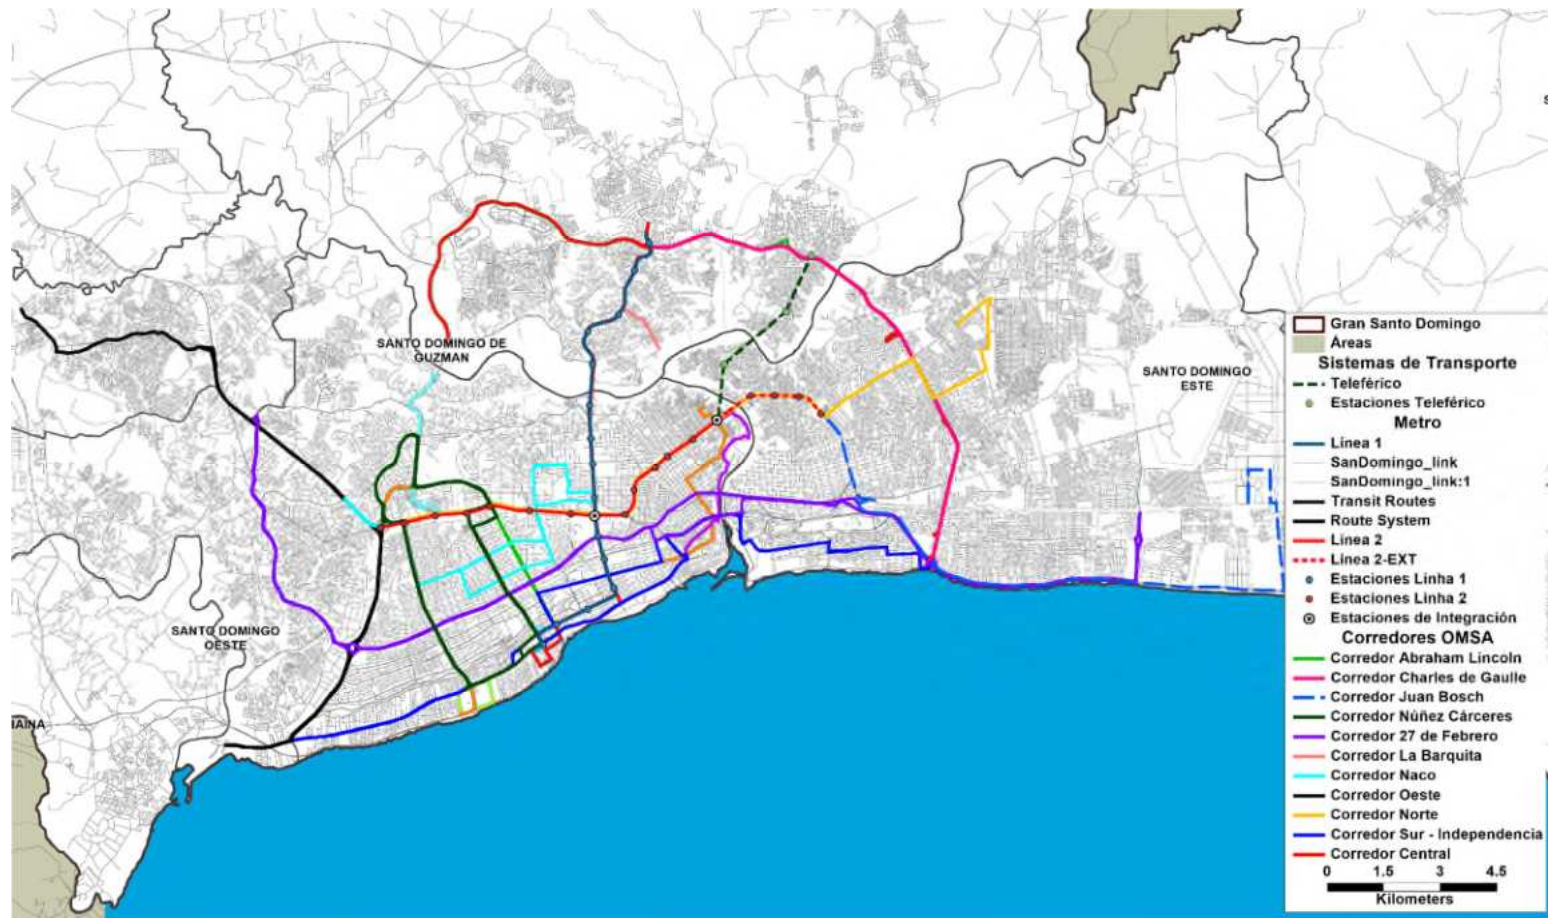 SANTO DOMINGO DE
GUZMAN
SANTO DOMINGO
ESTE
SANTO DOMINGO
OESTE
Gran Santo Domingo
Áreas
Sistemas de Transporte
Teleférico
Estaciones Teleférico
Metro
Línea 1
SanDomingo_link
SanDomingo_link:1
Transit Routes
Route System
Línea 2
Línea 2-EXT
Estaciones Linha 1
Estaciones Linha 2
Estaciones de Integración
Corredores OMSA
Corredor Abraham Lincoln
Corredor Charles de Gaulle
Corredor Juan Bosch
Corredor Núñez Cárceres
Corredor 27 de Febrero
Corredor La Barquita
Corredor Naco
Corredor Oeste
Corredor Norte
Corredor Sur - Independencia
Corredor Central
0 1.5 3 4.5
Kilometers